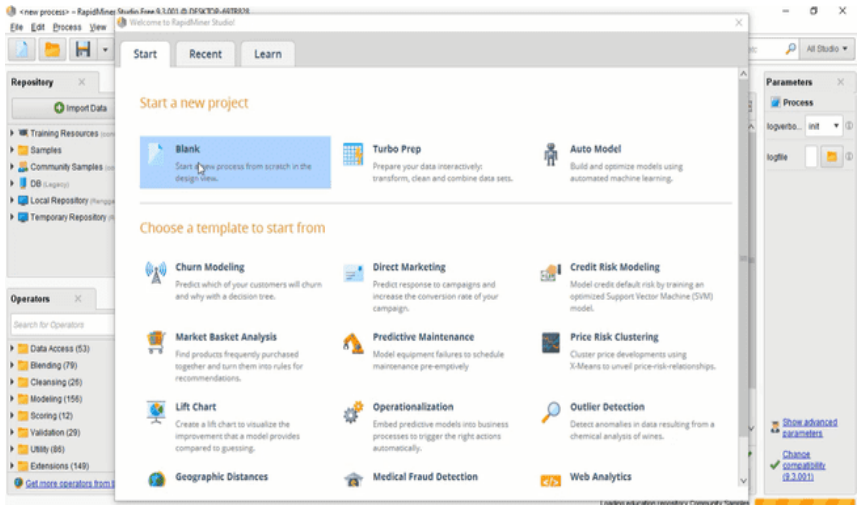 <new process> – RapidMiner Studio Free 9.3.001 @ DESKTOP-69TR828
File Edit Process View
Welcome to RapidMiner Studio!
Start Recent Learn
All Studio
Repository
Import Data
Training Resources
Samples
Community Samples
DB (Legacy)
Local Repository
Temporary Repository
Operators
Search for Operators
Data Access (53)
Blending (79)
Cleansing (26)
Modeling (156)
Scoring (12)
Validation (29)
Utility (85)
Extensions (149)
Get more operators from
Start a new project
Blank
Start a new process from scratch in the
design view.
Turbo Prep
Prepare your data interactively:
transform, clean and combine data sets.
Auto Model
Build and optimize models using
automated machine learning.
Choose a template to start from
Churn Modeling
Predict which of your customers will churn
and why with a decision tree.
Direct Marketing
Predict response to campaigns and
increase the conversion rate of your
campaign.
Credit Risk Modeling
Model credit default risk by training an
optimized Support Vector Machine (SVM)
model.
Market Basket Analysis
Find products frequently purchased
together and turn them into rules for
recommendations.
Predictive Maintenance
Model equipment failures to schedule
maintenance pre-emptively
Price Risk Clustering
Cluster price developments using
X-Means to unveil price-risk-relationships.
Lift Chart
Create a lift chart to visualize the
improvement that a model provides
compared to guessing.
Operationalization
Embed predictive models into business
processes to trigger the right actions
automatically.
Outlier Detection
Detect anomalies in data resulting from a
chemical analysis of wines.
Geographic Distances
Medical Fraud Detection
Web Analytics
Parameters
Process
logverbo... init
logfile
Show advanced
parameters
Change
compatibility
(9.3.001)
Loading education repository Community Samples